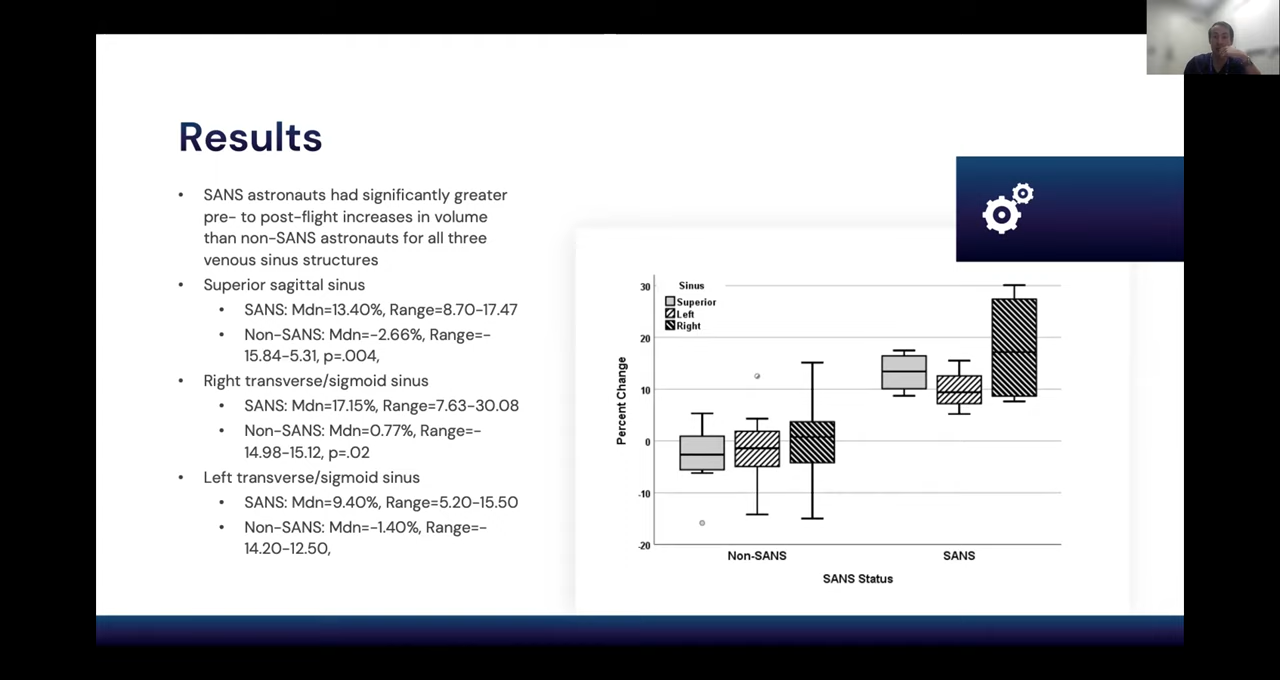 Results
• SANS astronauts had significantly greater
pre- to post-flight increases in volume
than non-SANS astronauts for all three
venous sinus structures
• Superior sagittal sinus
• SANS: Mdn=13.40%, Range=8.70-17.47
• Non-SANS: Mdn=-2.66%, Range=-
15.84-5.31, p=.004,
• Right transverse/sigmoid sinus
• SANS: Mdn=17.15%, Range=7.63-30.08
• Non-SANS: Mdn=0.77%, Range=-
14.98-15.12, p=.02
• Left transverse/sigmoid sinus
• SANS: Mdn=9.40%, Range=5.20-15.50
• Non-SANS: Mdn=-1.40%, Range=-
14.20-12.50,
Sinus
Superior
Left
Right
Percent Change
30
20
10
0
-10
-20
Non-SANS
SANS
SANS Status